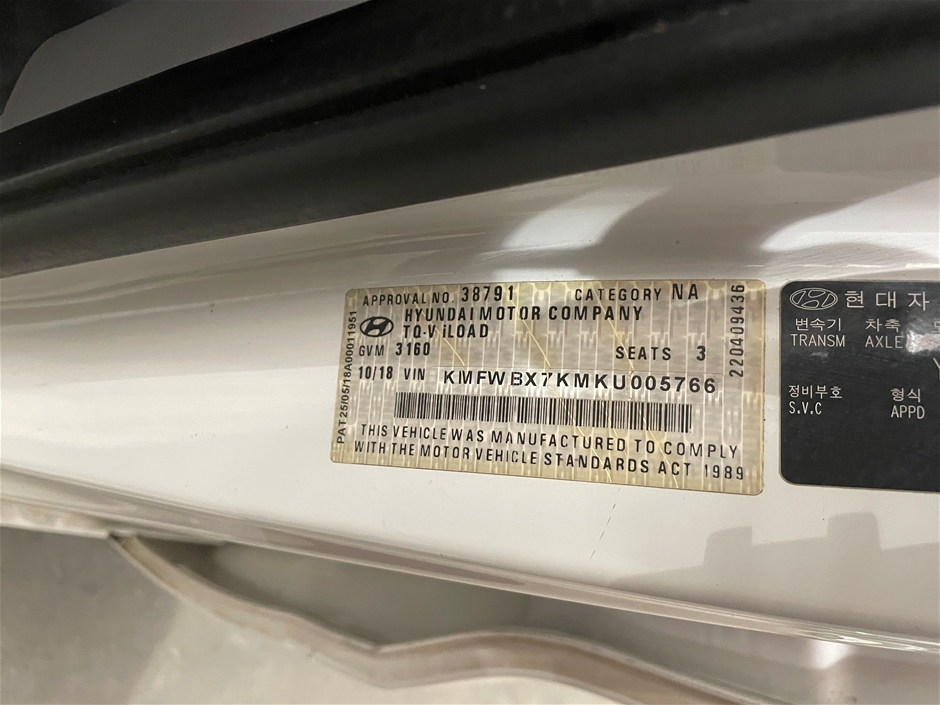 APPROVAL NO. 38791 CATEGORY NA
HYUNDAI MOTOR COMPANY
TQ-V iLOAD
GVM 3160 SEATS 3
10/18 VIN KMFWBX7KMKU005766
THIS VEHICLE WAS MANUFACTURED TO COMPLY
WITH THE MOTOR VEHICLE STANDARDS ACT 1989
PAT25/05/18A00011951
220409436
현대자
변속기 차축
TRANSM AXLE
정비부호 형식
S.V.C APPD